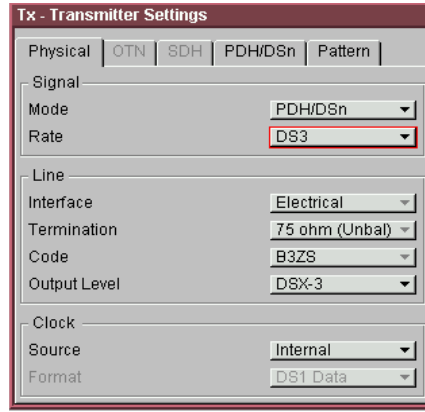 Tx - Transmitter Settings
Physical OTN SDH PDH/DSn Pattern
Signal
Mode PDH/DSn
Rate DS3
Line
Interface Electrical
Termination 75 ohm (Unbal)
Code B3ZS
Output Level DSX-3
Clock
Source Internal
Format DS1 Data